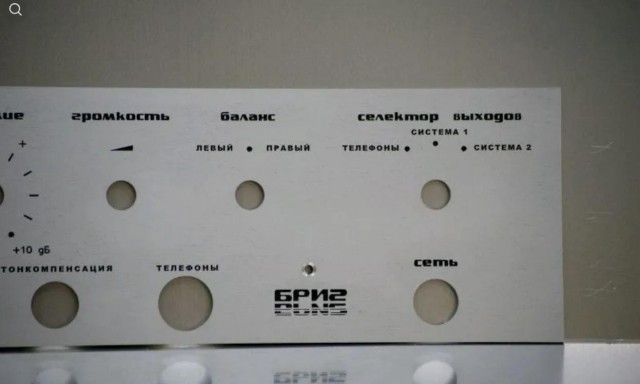 громкость
баланс
селектор выходов
СИСТЕМА 1
ЛЕВЫЙ
ПРАВЫЙ
ТЕЛЕФОНЫ
СИСТЕМА 2
+
+10 дБ
ТОНКОМПЕНСАЦИЯ
ТЕЛЕФОНЫ
сеть
БРИГ